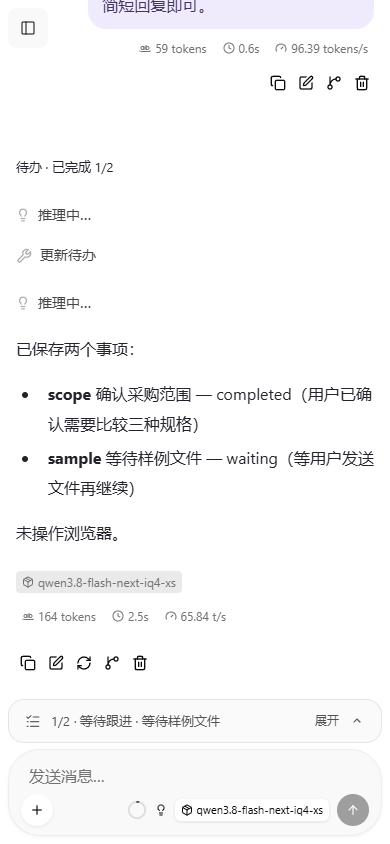 简短回复即可。
59 tokens 0.6s 96.39 tokens/s
待办 · 已完成 1/2
推理中...
更新待办
推理中...
已保存两个事项：
• scope 确认采购范围 — completed（用户已确
认需要比较三种规格）
• sample 等待样例文件 — waiting（等用户发送
文件再继续）
未操作浏览器。
qwen3.8-flash-next-iq4-xs
164 tokens 2.5s 65.84 t/s
1/2 · 等待跟进 · 等待样例文件 展开
发送消息...
qwen3.8-flash-next-iq4-xs